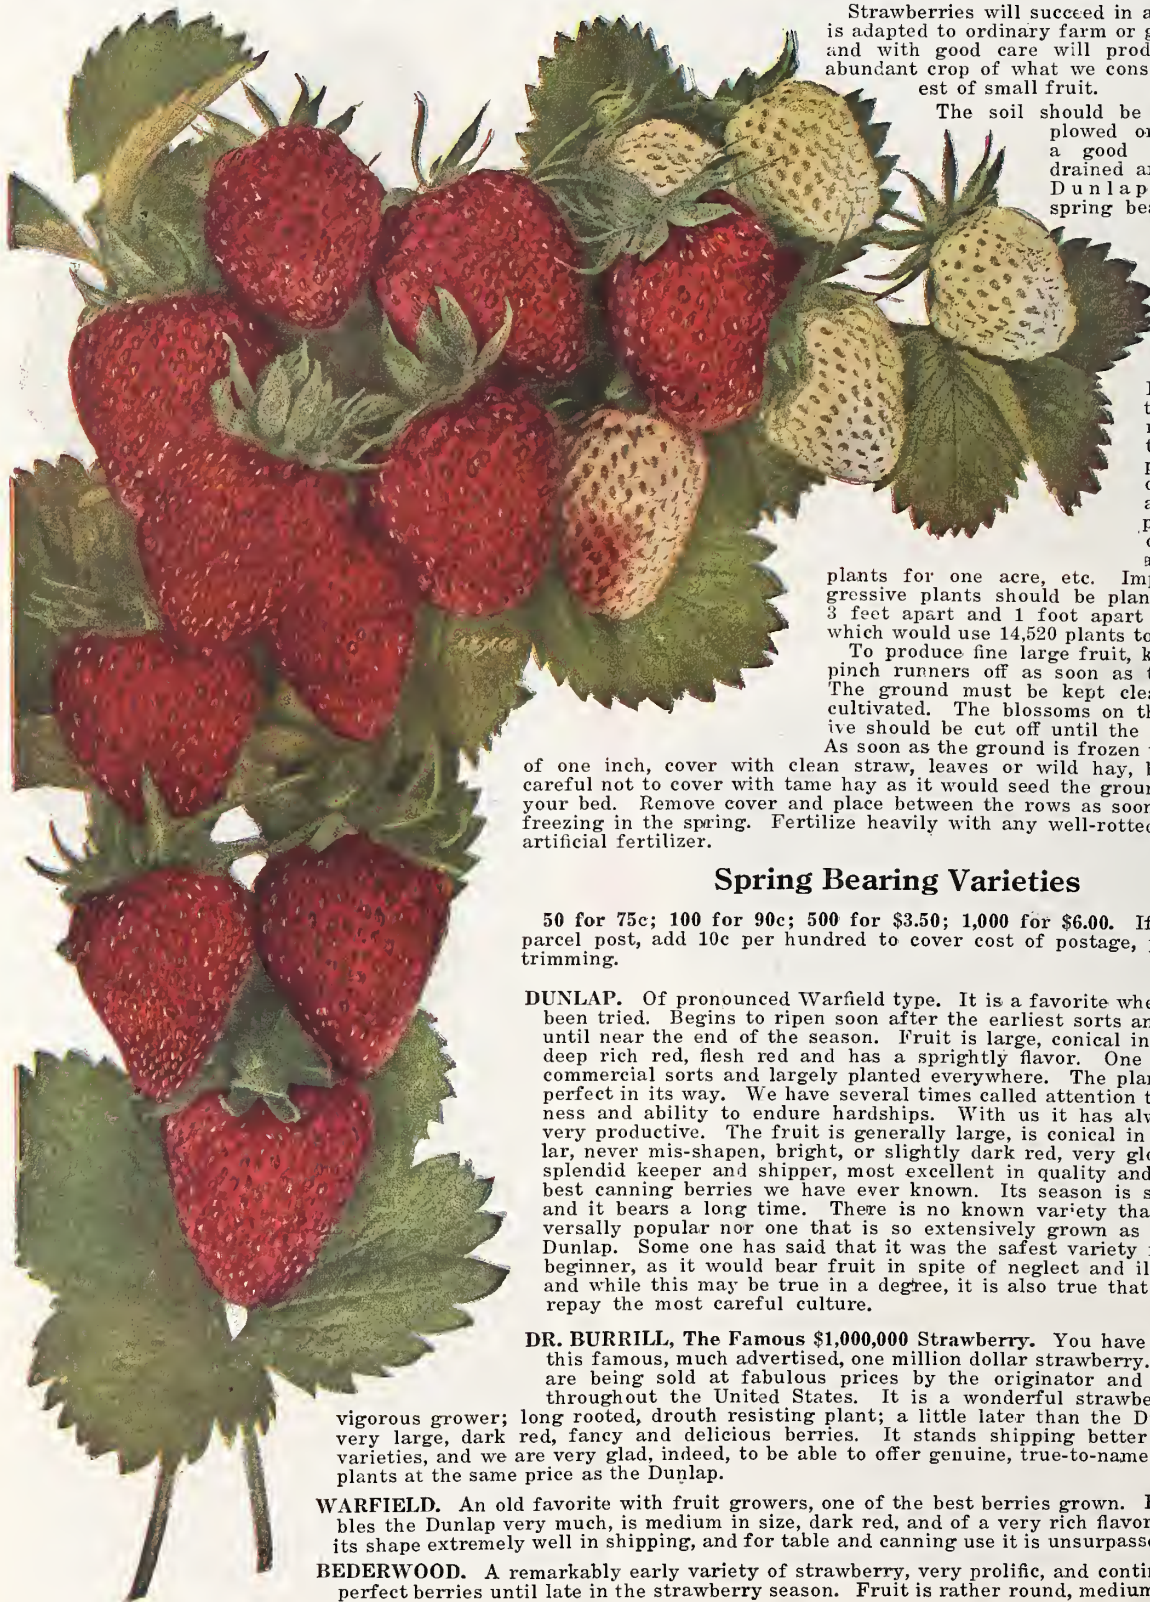 Strawberries will succeed in a
is adapted to ordinary farm or g
and with good care will prod
abundant crop of what we cons
est of small fruit.
The soil should be
plowed or
a good
drained a
Dunlap
spring bea
plants for one acre, etc. Im
gressive plants should be plan
3 feet apart and 1 foot apart
which would use 14,520 plants to
To produce fine large fruit, k
pinch runners off as soon as t
The ground must be kept clea
cultivated. The blossoms on th
ive should be cut off until the
As soon as the ground is frozen
of one inch, cover with clean straw, leaves or wild hay, b
careful not to cover with tame hay as it would seed the groun
your bed. Remove cover and place between the rows as soon
freezing in the spring. Fertilize heavily with any well-rotted
artificial fertilizer.
Spring Bearing Varieties
50 for 75c; 100 for 90c; 500 for $3.50; 1,000 for $6.00. If
parcel post, add 10c per hundred to cover cost of postage,
trimming.
DUNLAP. Of pronounced Warfield type. It is a favorite whe
been tried. Begins to ripen soon after the earliest sorts an
until near the end of the season. Fruit is large, conical in
deep rich red, flesh red and has a sprightly flavor. One
commercial sorts and largely planted everywhere. The plan
perfect in its way. We have several times called attention t
ness and ability to endure hardships. With us it has alw
very productive. The fruit is generally large, is conical in
lar, never mis-shapen, bright, or slightly dark red, very glo
splendid keeper and shipper, most excellent in quality and
best canning berries we have ever known. Its season is s
and it bears a long time. There is no known variety tha
versally popular nor one that is so extensively grown as
Dunlap. Some one has said that it was the safest variety
beginner, as it would bear fruit in spite of neglect and il
and while this may be true in a degree, it is also true that
repay the most careful culture.
DR. BURRILL, The Famous $1,000,000 Strawberry. You have
this famous, much advertised, one million dollar strawberry.
are being sold at fabulous prices by the originator and
throughout the United States. It is a wonderful strawbe
vigorous grower; long rooted, drouth resisting plant; a little later than the D
very large, dark red, fancy and delicious berries. It stands shipping better
varieties, and we are very glad, indeed, to be able to offer genuine, true-to-name
plants at the same price as the Dunlap.
WARFIELD. An old favorite with fruit growers, one of the best berries grown.
bles the Dunlap very much, is medium in size, dark red, and of a very rich flavor
its shape extremely well in shipping, and for table and canning use it is unsurpass
BEDERWOOD. A remarkably early variety of strawberry, very prolific, and contin
perfect berries until late in the strawberry season. Fruit is rather round, medium